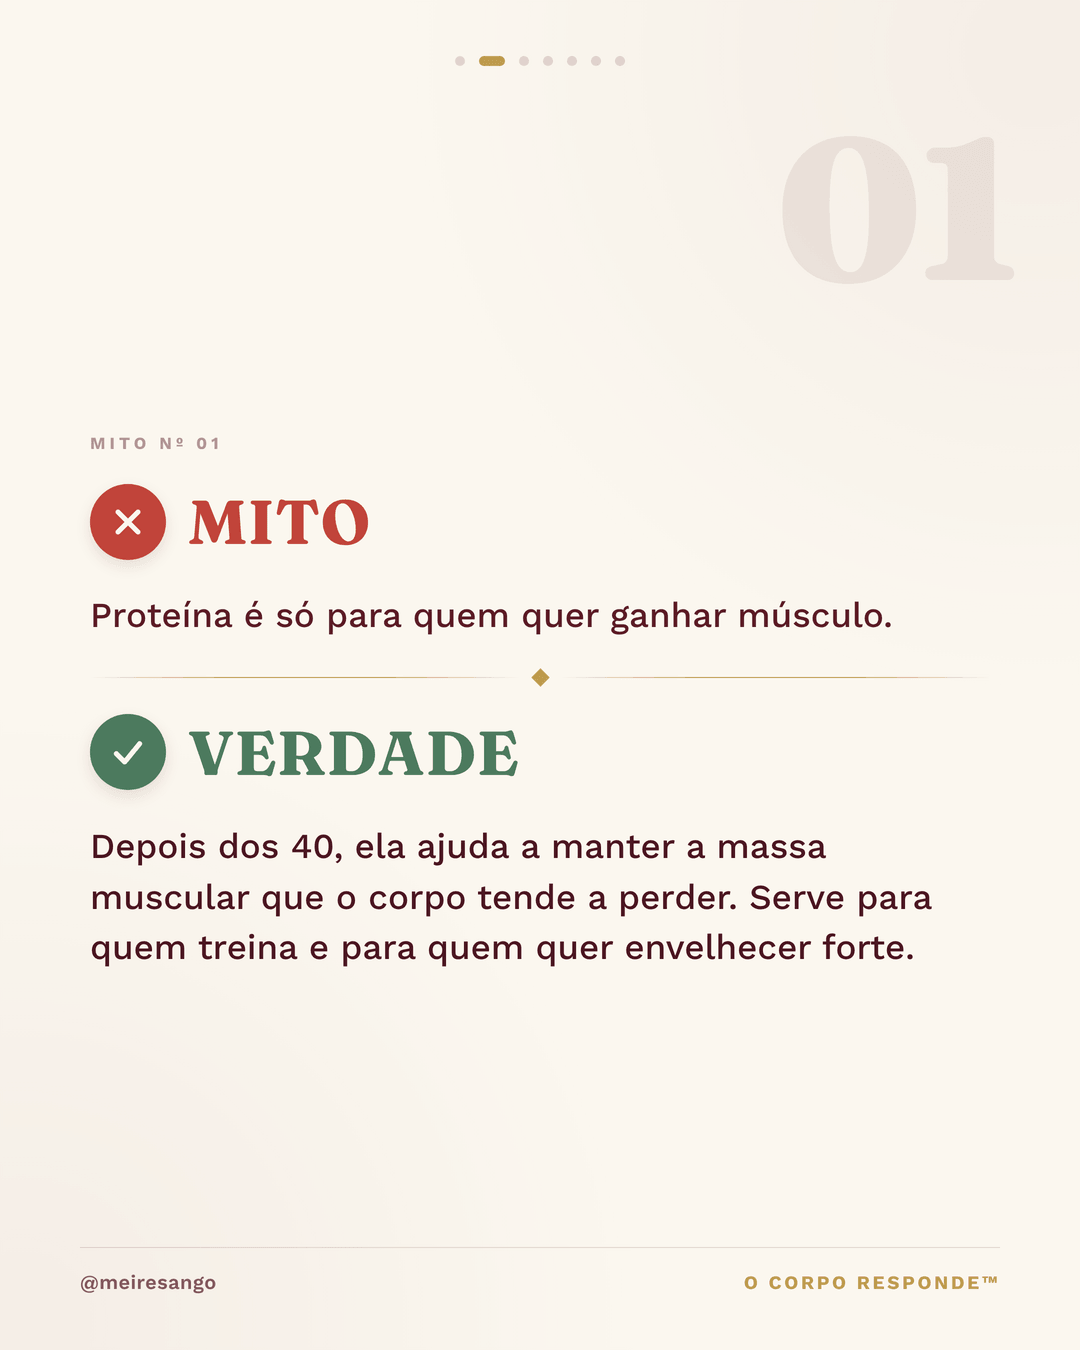 01
MITO Nº 01
MITO
Proteína é só para quem quer ganhar músculo.
VERDADE
Depois dos 40, ela ajuda a manter a massa
muscular que o corpo tende a perder. Serve para
quem treina e para quem quer envelhecer forte.
@meiresango
O CORPO RESPONDE™